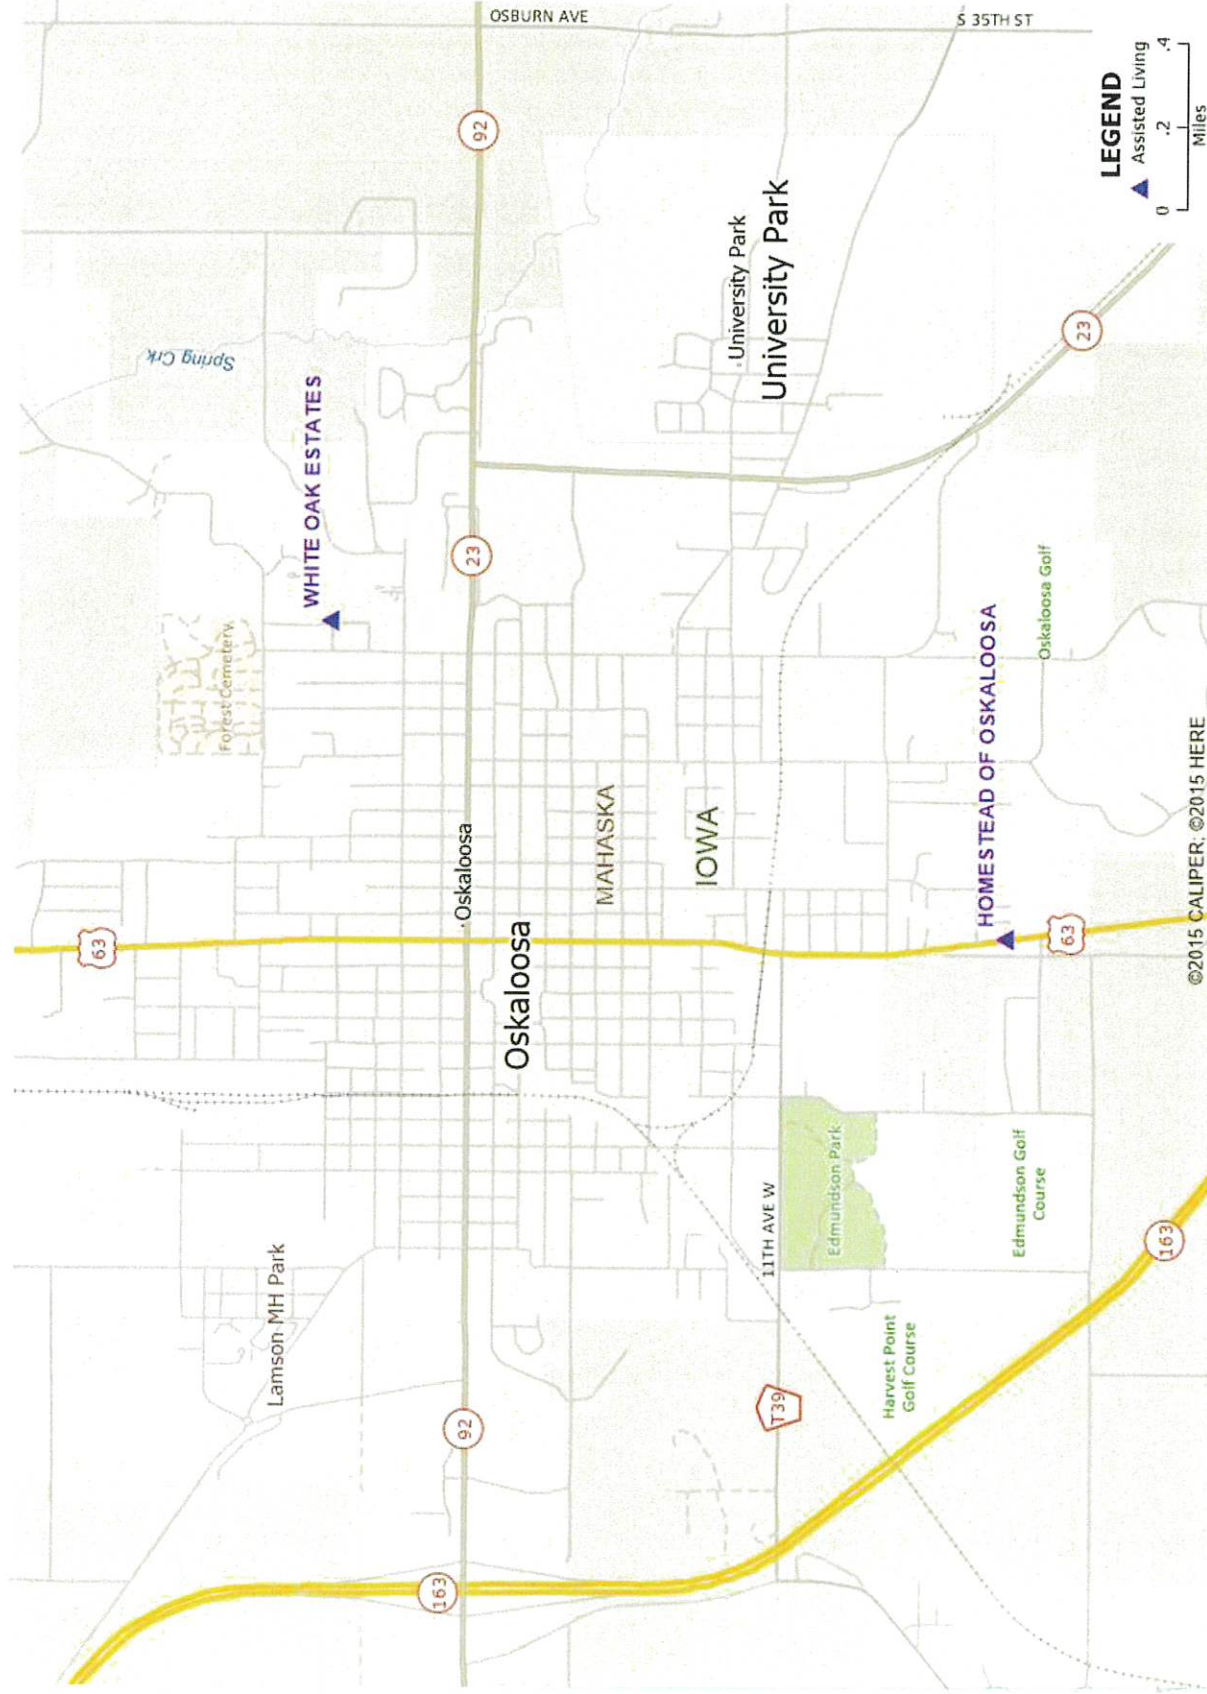 63
Spring Crk
Forest Cemetery
Lamson MH Park
WHITE OAK ESTATES
163
92
Oskaloosa
23
92
OSBURN AVE
Oskaloosa
MAHASKA
IOWA
University Park
University Park
11TH AVE W
T39
Edmundson Park
Harvest Point
Golf Course
HOMESTEAD OF OSKALOOSA
S 35TH ST
Edmundson Golf
Course
Oskaloosa Golf
63
23
163
LEGEND
Assisted Living
0 .2 .4
Miles
©2015 CALIPER; ©2015 HERE